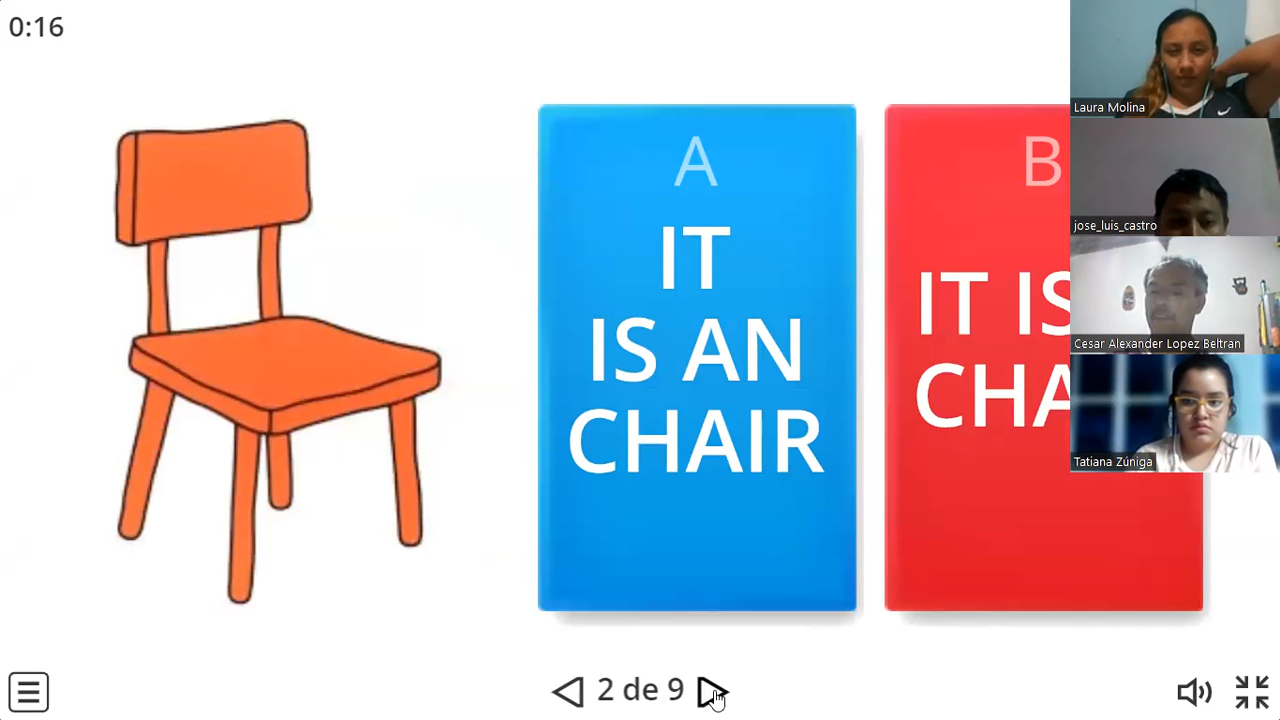 0:16
A
IT
IS AN
CHAIR
B
IT IS
2 de 9
Laura Molina
jose_luis_castro
Cesar Alexander Lopez Beltran
Tatiana Zúniga